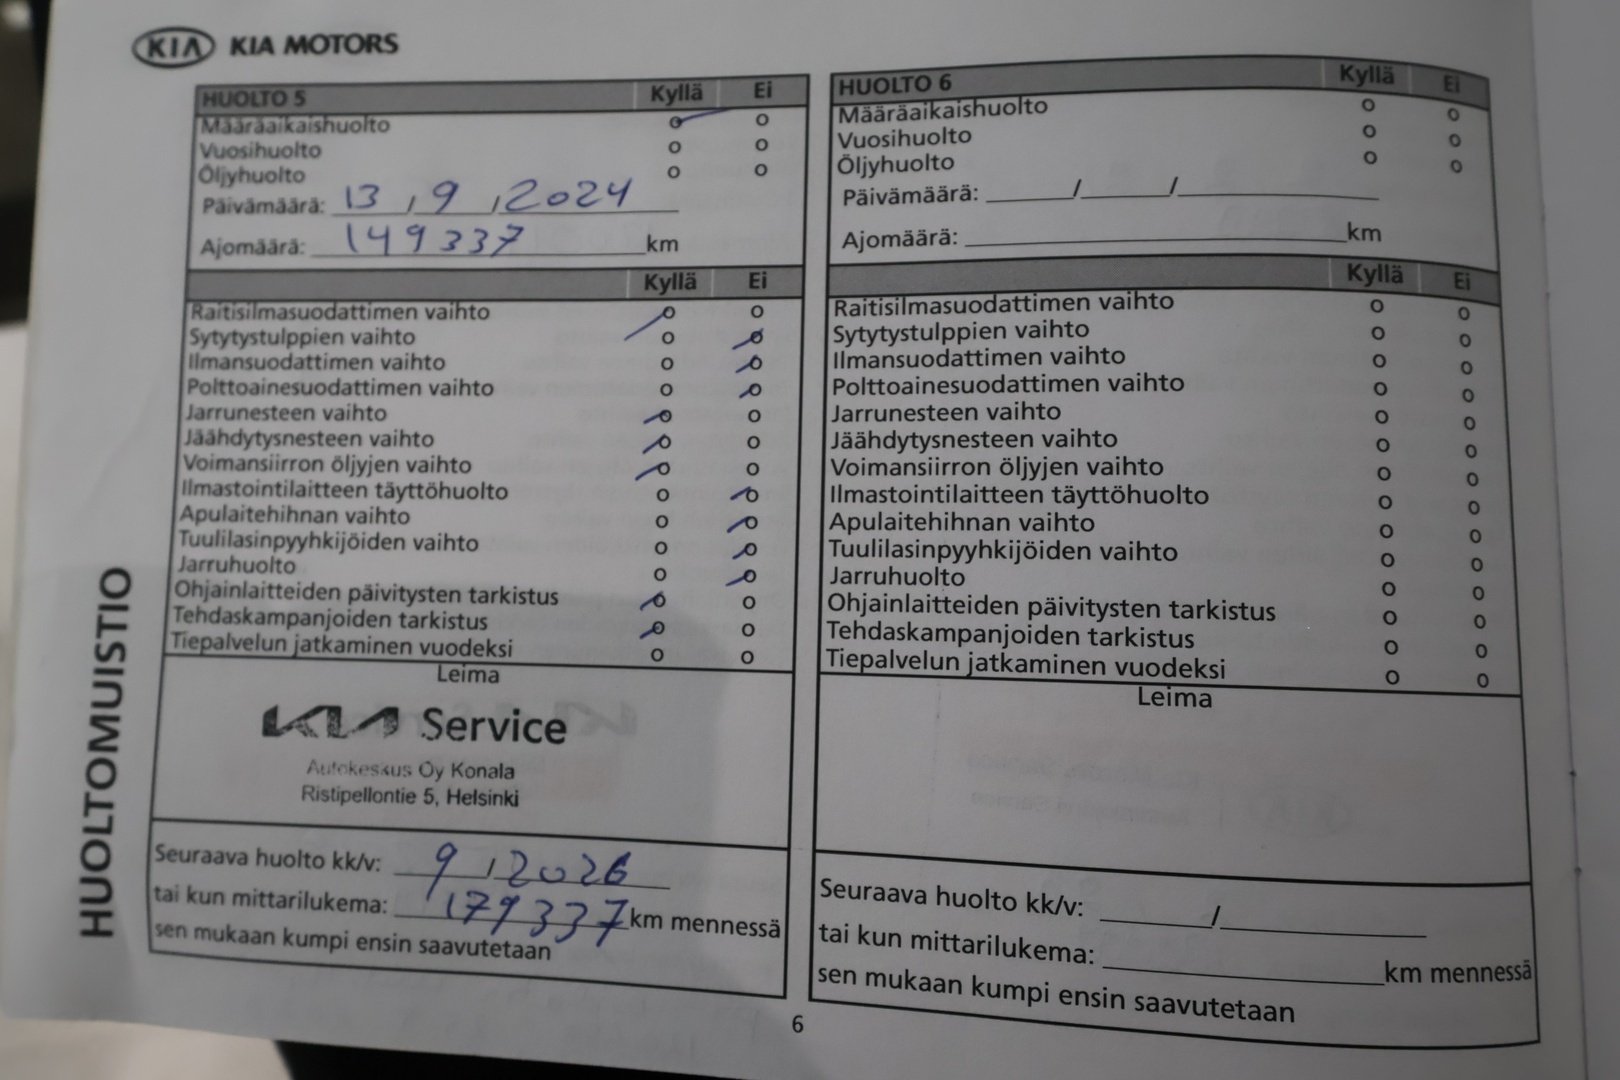 KIA KIA MOTORS
HUOLTO 5 Kyllä Ei
Määräaikaishuolto o o
Vuosihuolto o o
Öljyhuolto o o
Päivämäärä: 13 / 9 / 2024
Ajomäärä: 149337 km
Kyllä Ei
Raitisilmasuodattimen vaihto o o
Sytytystulppien vaihto o o
Ilmansuodattimen vaihto o o
Polttoainesuodattimen vaihto o o
Jarrunesteen vaihto o o
Jäähdytysnesteen vaihto o o
Voimansiirron öljyjen vaihto o o
Ilmastointilaitteen täyttöhuolto o o
Apulaitehihnan vaihto o o
Tuulilasinpyyhkijöiden vaihto o o
Jarruhuolto o o
Ohjainlaitteiden päivitysten tarkistus o o
Tehdaskampanjoiden tarkistus o o
Tiepalvelun jatkaminen vuodeksi o o
Leima
KIA Service
Autokeskus Oy Konala
Ristipellontie 5, Helsinki
Seuraava huolto kk/v: 9 / 2026
tai kun mittarilukema: 179337 km mennessä
sen mukaan kumpi ensin saavutetaan
HUOLTO 6 Kyllä Ei
Määräaikaishuolto o o
Vuosihuolto o o
Öljyhuolto o o
Päivämäärä: / /
Ajomäärä: km
Kyllä Ei
Raitisilmasuodattimen vaihto o o
Sytytystulppien vaihto o o
Ilmansuodattimen vaihto o o
Polttoainesuodattimen vaihto o o
Jarrunesteen vaihto o o
Jäähdytysnesteen vaihto o o
Voimansiirron öljyjen vaihto o o
Ilmastointilaitteen täyttöhuolto o o
Apulaitehihnan vaihto o o
Tuulilasinpyyhkijöiden vaihto o o
Jarruhuolto o o
Ohjainlaitteiden päivitysten tarkistus o o
Tehdaskampanjoiden tarkistus o o
Tiepalvelun jatkaminen vuodeksi o o
Leima
Seuraava huolto kk/v: /
tai kun mittarilukema: km mennessä
sen mukaan kumpi ensin saavutetaan
HUOLTOMUISTIO
6